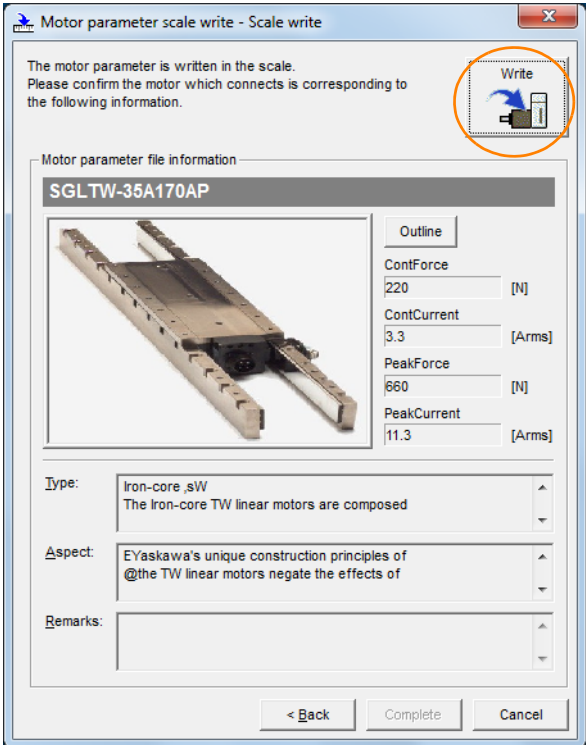 Motor parameter scale write - Scale write
The motor parameter is written in the scale.
Please confirm the motor which connects is corresponding to
the following information.
Write
Motor parameter file information
SGLTW-35A170AP
Outline
ContForce
220 [N]
ContCurrent
3.3 [Arms]
PeakForce
660 [N]
PeakCurrent
11.3 [Arms]
Type:
Iron-core ,sW
The Iron-core TW linear motors are composed
Aspect:
EYaskawa's unique construction principles of
@the TW linear motors negate the effects of
Remarks:
< Back Complete Cancel